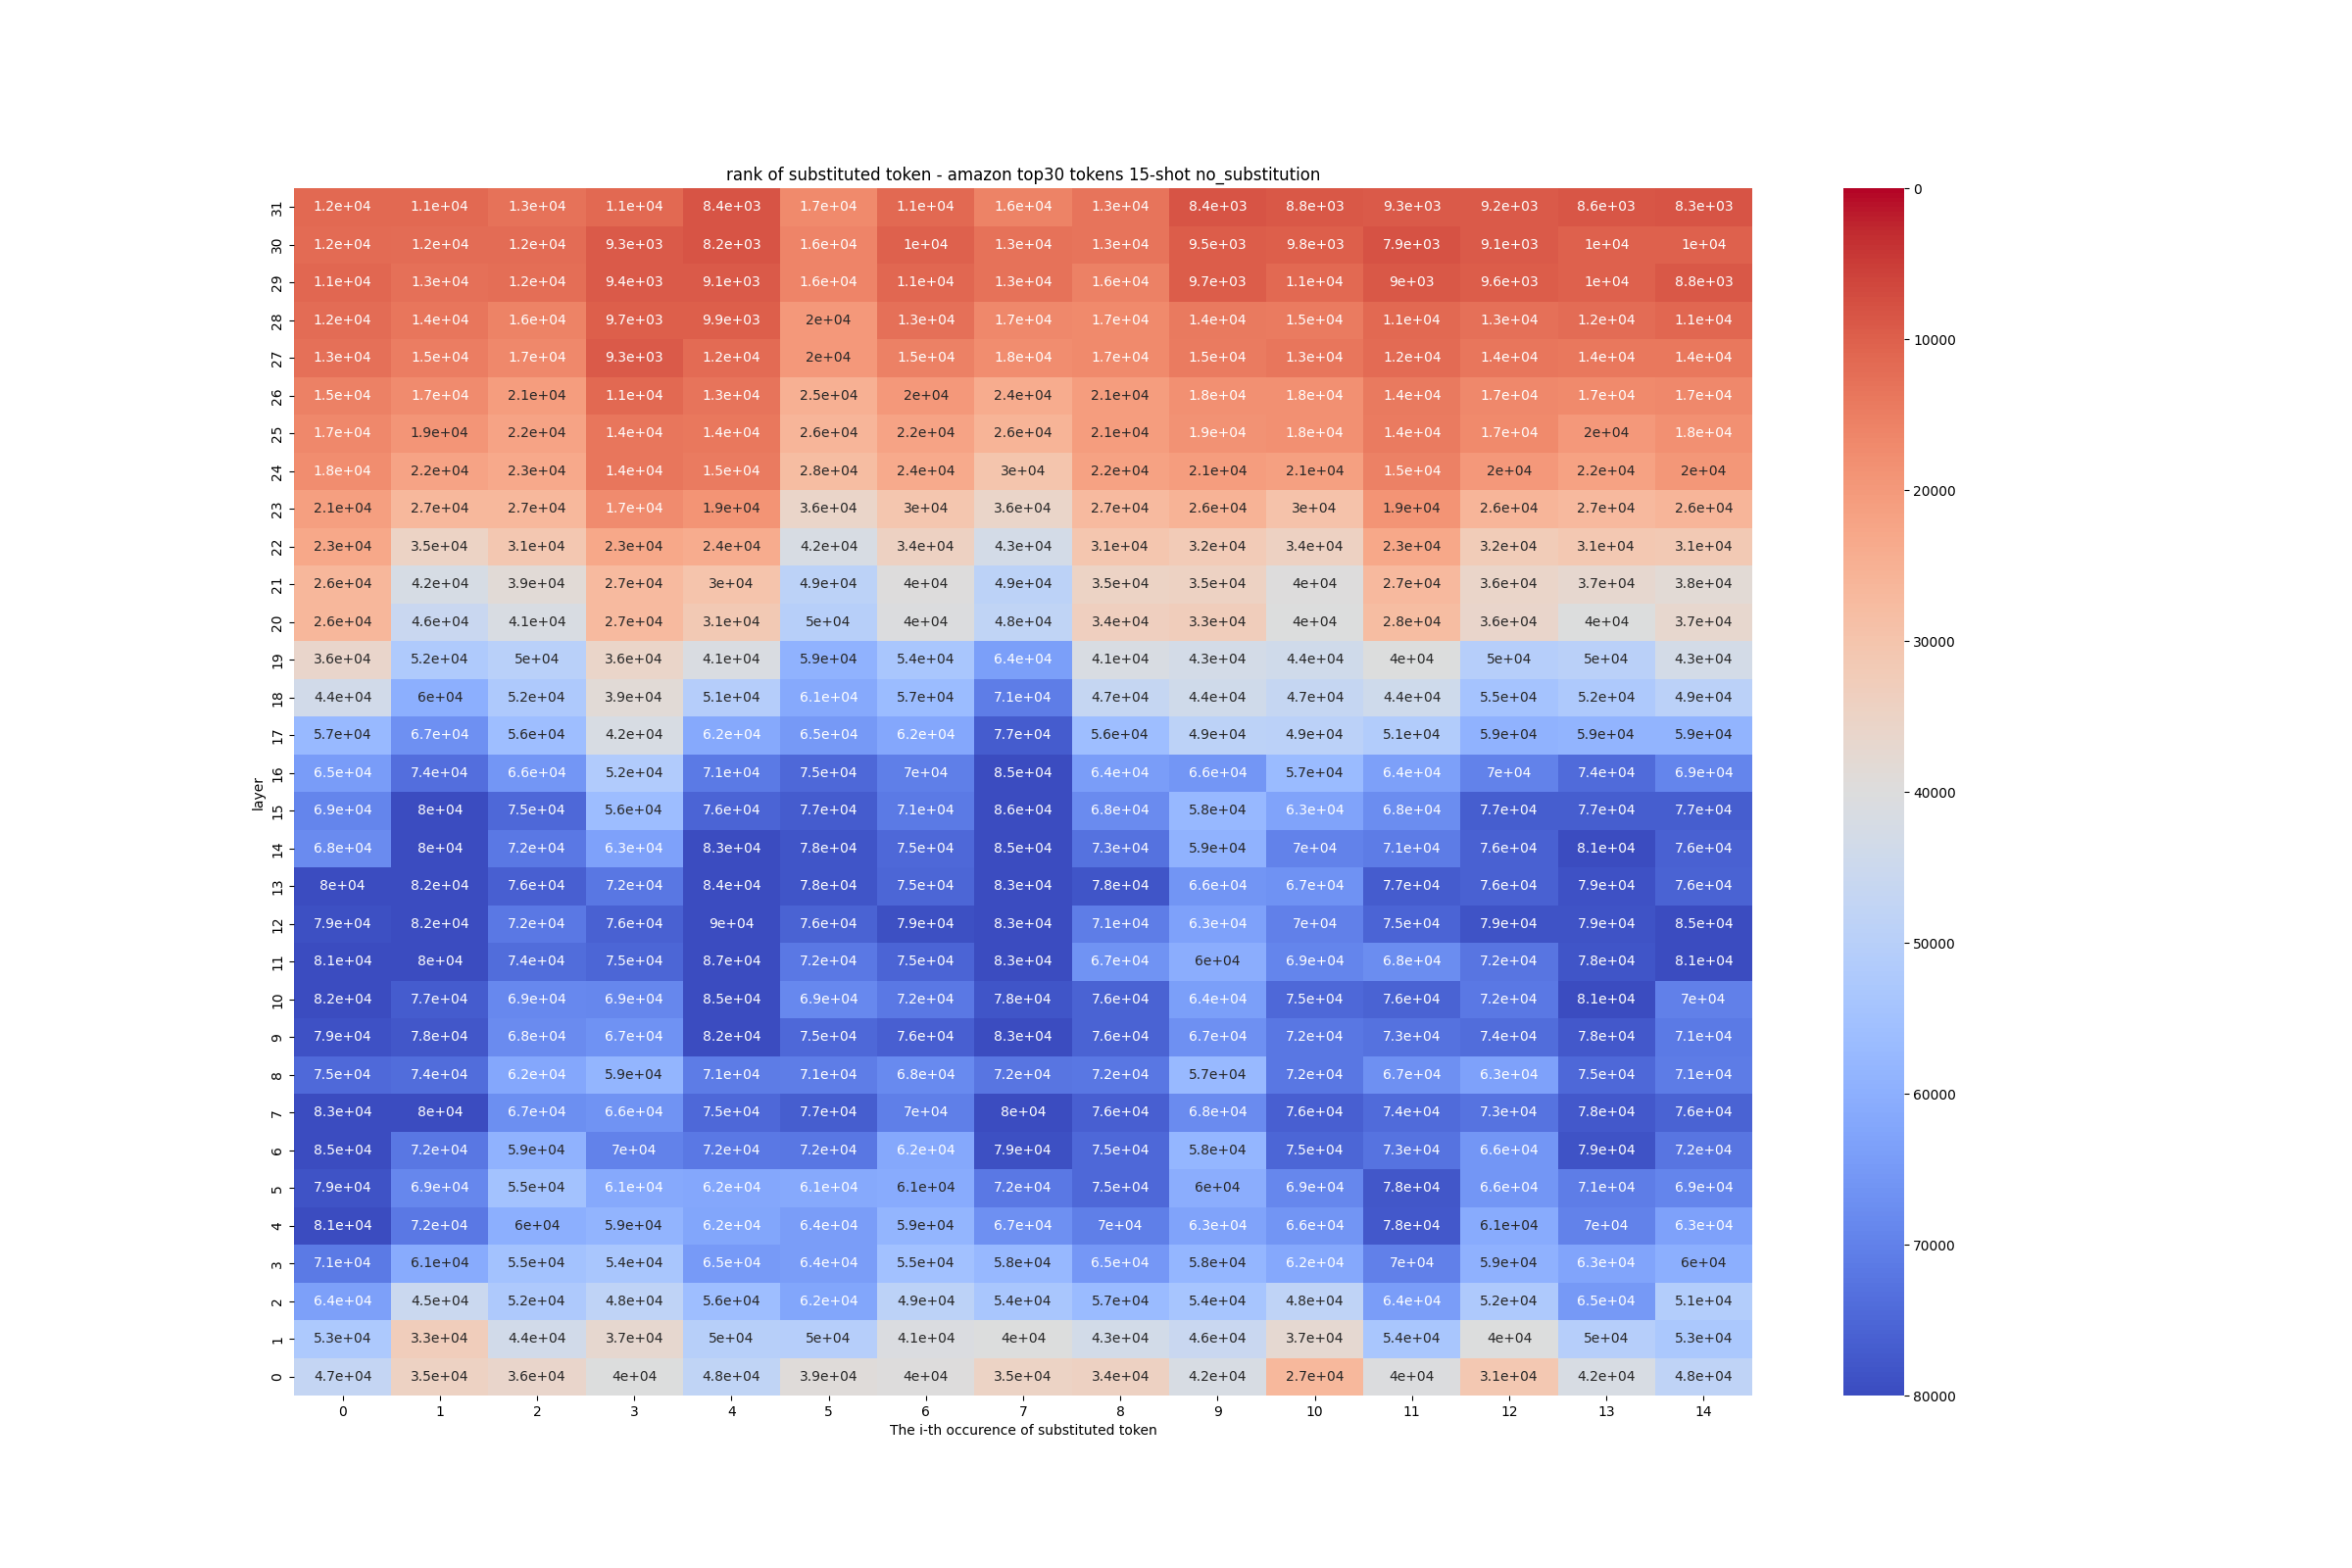 rank of substituted token - amazon top30 tokens 15-shot no_substitution
31 1.2e+04 1.1e+04 1.3e+04 1.1e+04 8.4e+03 1.7e+04 1.1e+04 1.6e+04 1.3e+04 8.4e+03 8.8e+03 9.3e+03 9.2e+03 8.6e+03 8.3e+03 0
30 1.2e+04 1.2e+04 1.2e+04 9.3e+03 8.2e+03 1.6e+04 1e+04 1.3e+04 1.3e+04 9.5e+03 9.8e+03 7.9e+03 9.1e+03 1e+04 1e+04
29 1.1e+04 1.3e+04 1.2e+04 9.4e+03 9.1e+03 1.6e+04 1.1e+04 1.3e+04 1.6e+04 9.7e+03 1.1e+04 9e+03 9.6e+03 1e+04 8.8e+03
28 1.2e+04 1.4e+04 1.6e+04 9.7e+03 9.9e+03 2e+04 1.3e+04 1.7e+04 1.7e+04 1.4e+04 1.5e+04 1.1e+04 1.3e+04 1.2e+04 1.1e+04
10000
27 1.3e+04 1.5e+04 1.7e+04 9.3e+03 1.2e+04 2e+04 1.5e+04 1.8e+04 1.7e+04 1.5e+04 1.3e+04 1.2e+04 1.4e+04 1.4e+04 1.4e+04
26 1.5e+04 1.7e+04 2.1e+04 1.1e+04 1.3e+04 2.5e+04 2e+04 2.4e+04 2.1e+04 1.8e+04 1.8e+04 1.4e+04 1.7e+04 1.7e+04 1.7e+04
25 1.7e+04 1.9e+04 2.2e+04 1.4e+04 1.4e+04 2.6e+04 2.2e+04 2.6e+04 2.1e+04 1.9e+04 1.8e+04 1.4e+04 1.7e+04 2e+04 1.8e+04
24 1.8e+04 2.2e+04 2.3e+04 1.4e+04 1.5e+04 2.8e+04 2.4e+04 3e+04 2.2e+04 2.1e+04 2.1e+04 1.5e+04 2e+04 2.2e+04 2e+04
20000
23 2.1e+04 2.7e+04 2.7e+04 1.7e+04 1.9e+04 3.6e+04 3e+04 3.6e+04 2.7e+04 2.6e+04 3e+04 1.9e+04 2.6e+04 2.7e+04 2.6e+04
22 2.3e+04 3.5e+04 3.1e+04 2.3e+04 2.4e+04 4.2e+04 3.4e+04 4.3e+04 3.1e+04 3.2e+04 3.4e+04 2.3e+04 3.2e+04 3.1e+04 3.1e+04
21 2.6e+04 4.2e+04 3.9e+04 2.7e+04 3e+04 4.9e+04 4e+04 4.9e+04 3.5e+04 3.5e+04 4e+04 2.7e+04 3.6e+04 3.7e+04 3.8e+04
20 2.6e+04 4.6e+04 4.1e+04 2.7e+04 3.1e+04 5e+04 4e+04 4.8e+04 3.4e+04 3.3e+04 4e+04 2.8e+04 3.6e+04 4e+04 3.7e+04
30000
19 3.6e+04 5.2e+04 5e+04 3.6e+04 4.1e+04 5.9e+04 5.4e+04 6.4e+04 4.1e+04 4.3e+04 4.4e+04 4e+04 5e+04 5e+04 4.3e+04
18 4.4e+04 6e+04 5.2e+04 3.9e+04 5.1e+04 6.1e+04 5.7e+04 7.1e+04 4.7e+04 4.4e+04 4.7e+04 4.4e+04 5.5e+04 5.2e+04 4.9e+04
17 5.7e+04 6.7e+04 5.6e+04 4.2e+04 6.2e+04 6.5e+04 6.2e+04 7.7e+04 5.6e+04 4.9e+04 4.9e+04 5.1e+04 5.9e+04 5.9e+04 5.9e+04
16 6.5e+04 7.4e+04 6.6e+04 5.2e+04 7.1e+04 7.5e+04 7e+04 8.5e+04 6.4e+04 6.6e+04 5.7e+04 6.4e+04 7e+04 7.4e+04 6.9e+04
layer
40000
15 6.9e+04 8e+04 7.5e+04 5.6e+04 7.6e+04 7.7e+04 7.1e+04 8.6e+04 6.8e+04 5.8e+04 6.3e+04 6.8e+04 7.7e+04 7.7e+04 7.7e+04
14 6.8e+04 8e+04 7.2e+04 6.3e+04 8.3e+04 7.8e+04 7.5e+04 8.5e+04 7.3e+04 5.9e+04 7e+04 7.1e+04 7.6e+04 8.1e+04 7.6e+04
13 8e+04 8.2e+04 7.6e+04 7.2e+04 8.4e+04 7.8e+04 7.5e+04 8.3e+04 7.8e+04 6.6e+04 6.7e+04 7.7e+04 7.6e+04 7.9e+04 7.6e+04
12 7.9e+04 8.2e+04 7.2e+04 7.6e+04 9e+04 7.6e+04 7.9e+04 8.3e+04 7.1e+04 6.3e+04 7e+04 7.5e+04 7.9e+04 7.9e+04 8.5e+04
50000
11 8.1e+04 8e+04 7.4e+04 7.5e+04 8.7e+04 7.2e+04 7.5e+04 8.3e+04 6.7e+04 6e+04 6.9e+04 6.8e+04 7.2e+04 7.8e+04 8.1e+04
10 8.2e+04 7.7e+04 6.9e+04 6.9e+04 8.5e+04 6.9e+04 7.2e+04 7.8e+04 7.6e+04 6.4e+04 7.5e+04 7.6e+04 7.2e+04 8.1e+04 7e+04
9 7.9e+04 7.8e+04 6.8e+04 6.7e+04 8.2e+04 7.5e+04 7.6e+04 8.3e+04 7.6e+04 6.7e+04 7.2e+04 7.3e+04 7.4e+04 7.8e+04 7.1e+04
8 7.5e+04 7.4e+04 6.2e+04 5.9e+04 7.1e+04 7.1e+04 6.8e+04 7.2e+04 7.2e+04 5.7e+04 7.2e+04 6.7e+04 6.3e+04 7.5e+04 7.1e+04
60000
7 8.3e+04 8e+04 6.7e+04 6.6e+04 7.5e+04 7.7e+04 7e+04 8e+04 7.6e+04 6.8e+04 7.6e+04 7.4e+04 7.3e+04 7.8e+04 7.6e+04
6 8.5e+04 7.2e+04 5.9e+04 7e+04 7.2e+04 7.2e+04 6.2e+04 7.9e+04 7.5e+04 5.8e+04 7.5e+04 7.3e+04 6.6e+04 7.9e+04 7.2e+04
5 7.9e+04 6.9e+04 5.5e+04 6.1e+04 6.2e+04 6.1e+04 6.1e+04 7.2e+04 7.5e+04 6e+04 6.9e+04 7.8e+04 6.6e+04 7.1e+04 6.9e+04
4 8.1e+04 7.2e+04 6e+04 5.9e+04 6.2e+04 6.4e+04 5.9e+04 6.7e+04 7e+04 6.3e+04 6.6e+04 7.8e+04 6.1e+04 7e+04 6.3e+04
70000
3 7.1e+04 6.1e+04 5.5e+04 5.4e+04 6.5e+04 6.4e+04 5.5e+04 5.8e+04 6.5e+04 5.8e+04 6.2e+04 7e+04 5.9e+04 6.3e+04 6e+04
2 6.4e+04 4.5e+04 5.2e+04 4.8e+04 5.6e+04 6.2e+04 4.9e+04 5.4e+04 5.7e+04 5.4e+04 4.8e+04 6.4e+04 5.2e+04 6.5e+04 5.1e+04
1 5.3e+04 3.3e+04 4.4e+04 3.7e+04 5e+04 5e+04 4.1e+04 4e+04 4.3e+04 4.6e+04 3.7e+04 5.4e+04 4e+04 5e+04 5.3e+04
0 4.7e+04 3.5e+04 3.6e+04 4e+04 4.8e+04 3.9e+04 4e+04 3.5e+04 3.4e+04 4.2e+04 2.7e+04 4e+04 3.1e+04 4.2e+04 4.8e+04
80000
0 1 2 3 4 5 6 7 8 9 10 11 12 13 14
The i-th occurence of substituted token